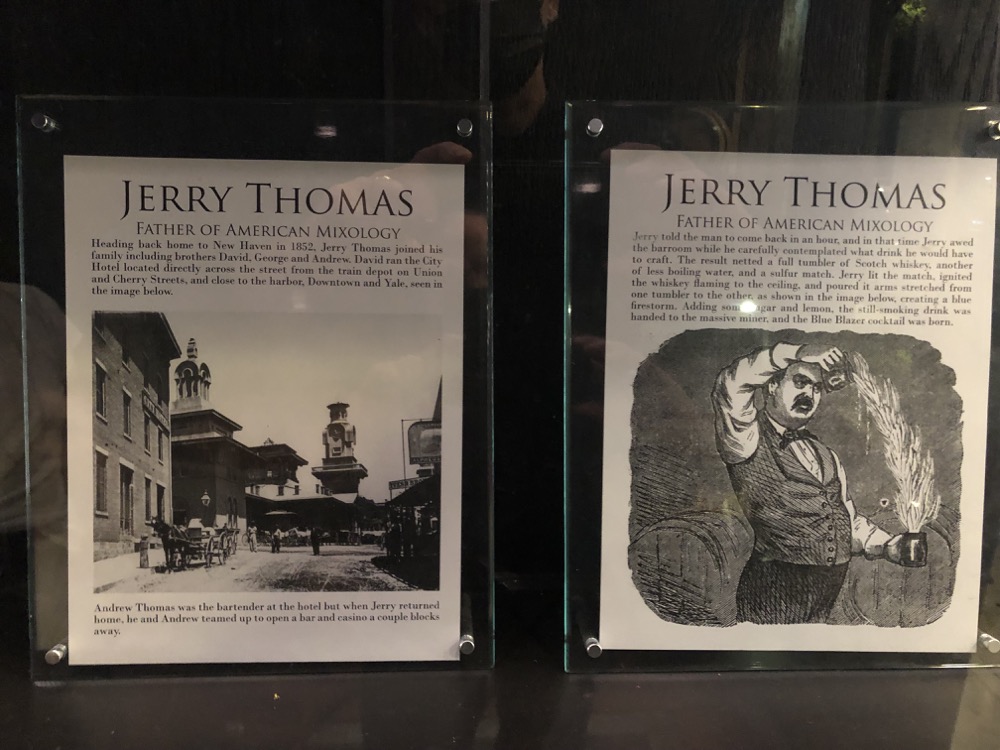 JERRY THOMAS
FATHER OF AMERICAN MIXOLOGY
Heading back home to New Haven in 1852, Jerry Thomas joined his
family including brothers David, George and Andrew. David ran the City
Hotel located directly across the street from the train depot on Union
and Cherry Streets, and close to the harbor, Downtown and Yale, seen in
the image below.
Andrew Thomas was the bartender at the hotel but when Jerry returned
home, he and Andrew teamed up to open a bar and casino a couple blocks
away.
JERRY THOMAS
FATHER OF AMERICAN MIXOLOGY
Jerry told the man to come back in an hour, and in that time Jerry awed
the barroom while he carefully contemplated what drink he would have
to craft. The result netted a full tumbler of Scotch whiskey, another
of less boiling water, and a sulfur match. Jerry lit the match, ignited
the whiskey flaming to the ceiling, and poured it arms stretched from
one tumbler to the other, as shown in the image below, creating a blue
firestorm. Adding some sugar and lemon, the still-smoking drink was
handed to the massive miner, and the Blue Blazer cocktail was born.